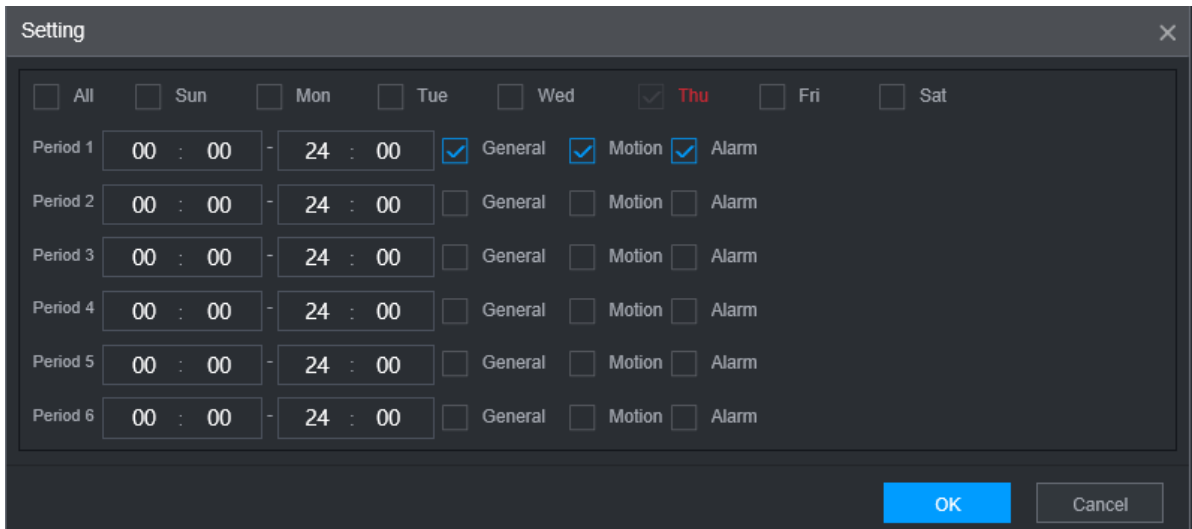 Setting
All Sun Mon Tue Wed Thu Fri Sat
Period 1 00 : 00 - 24 : 00 General Motion Alarm
Period 2 00 : 00 - 24 : 00 General Motion Alarm
Period 3 00 : 00 - 24 : 00 General Motion Alarm
Period 4 00 : 00 - 24 : 00 General Motion Alarm
Period 5 00 : 00 - 24 : 00 General Motion Alarm
Period 6 00 : 00 - 24 : 00 General Motion Alarm
OK Cancel